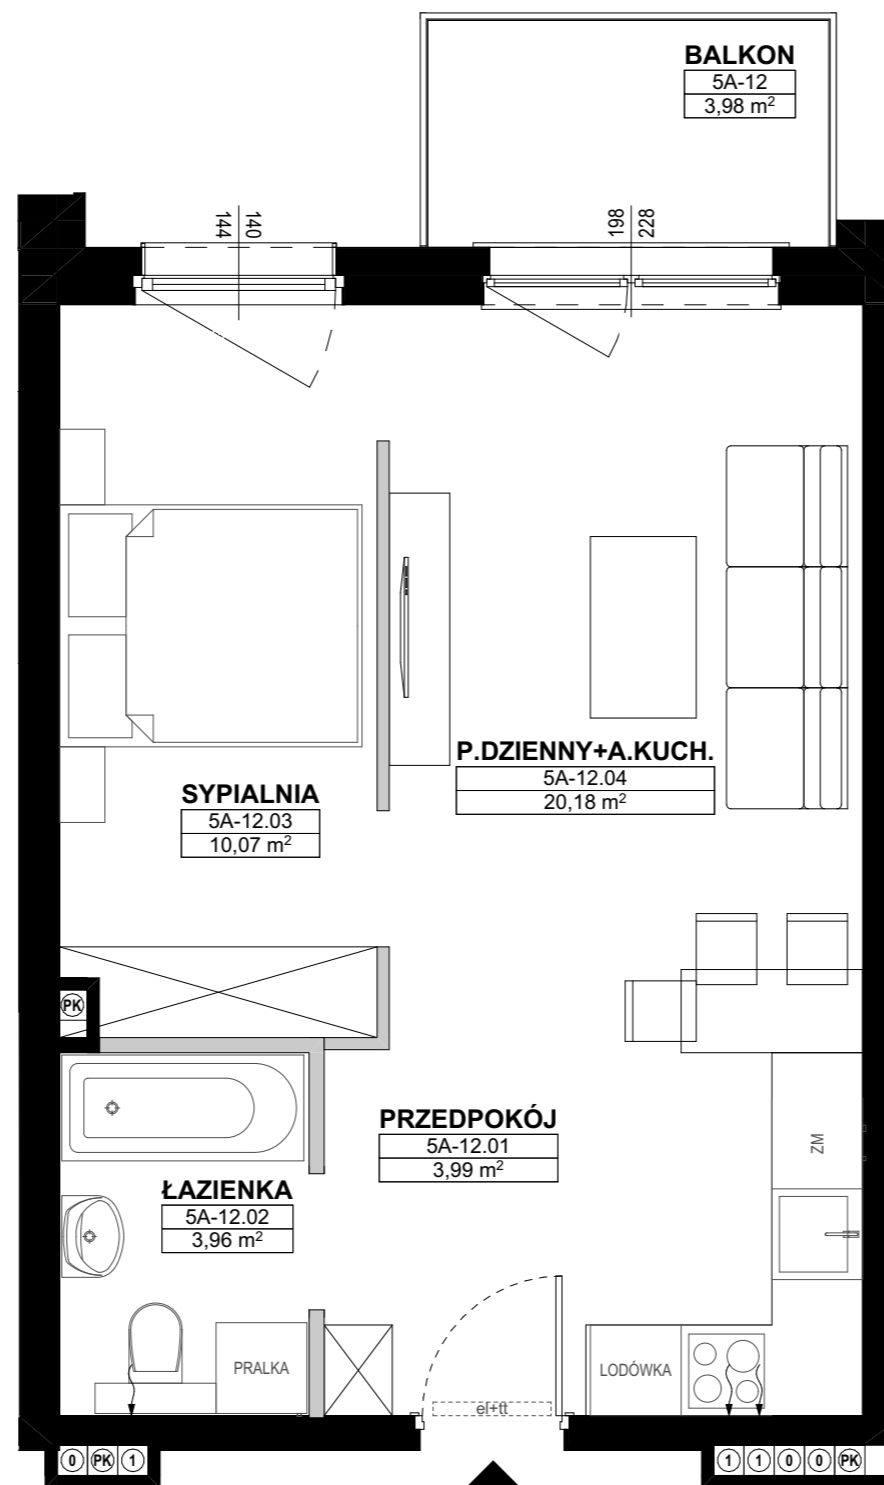 BALKON
5A-12
3,98 m²
144
140
198
228
P.DZIENNY+A.KUCH.
5A-12.04
20,18 m²
SYPIALNIA
5A-12.03
10,07 m²
PK
PRZEDPOKÓJ
5A-12.01
3,99 m²
ZM
ŁAZIENKA
5A-12.02
3,96 m²
PRALKA
LODÓWKA
el+tt
0 PK 1
1 1 0 0 PK